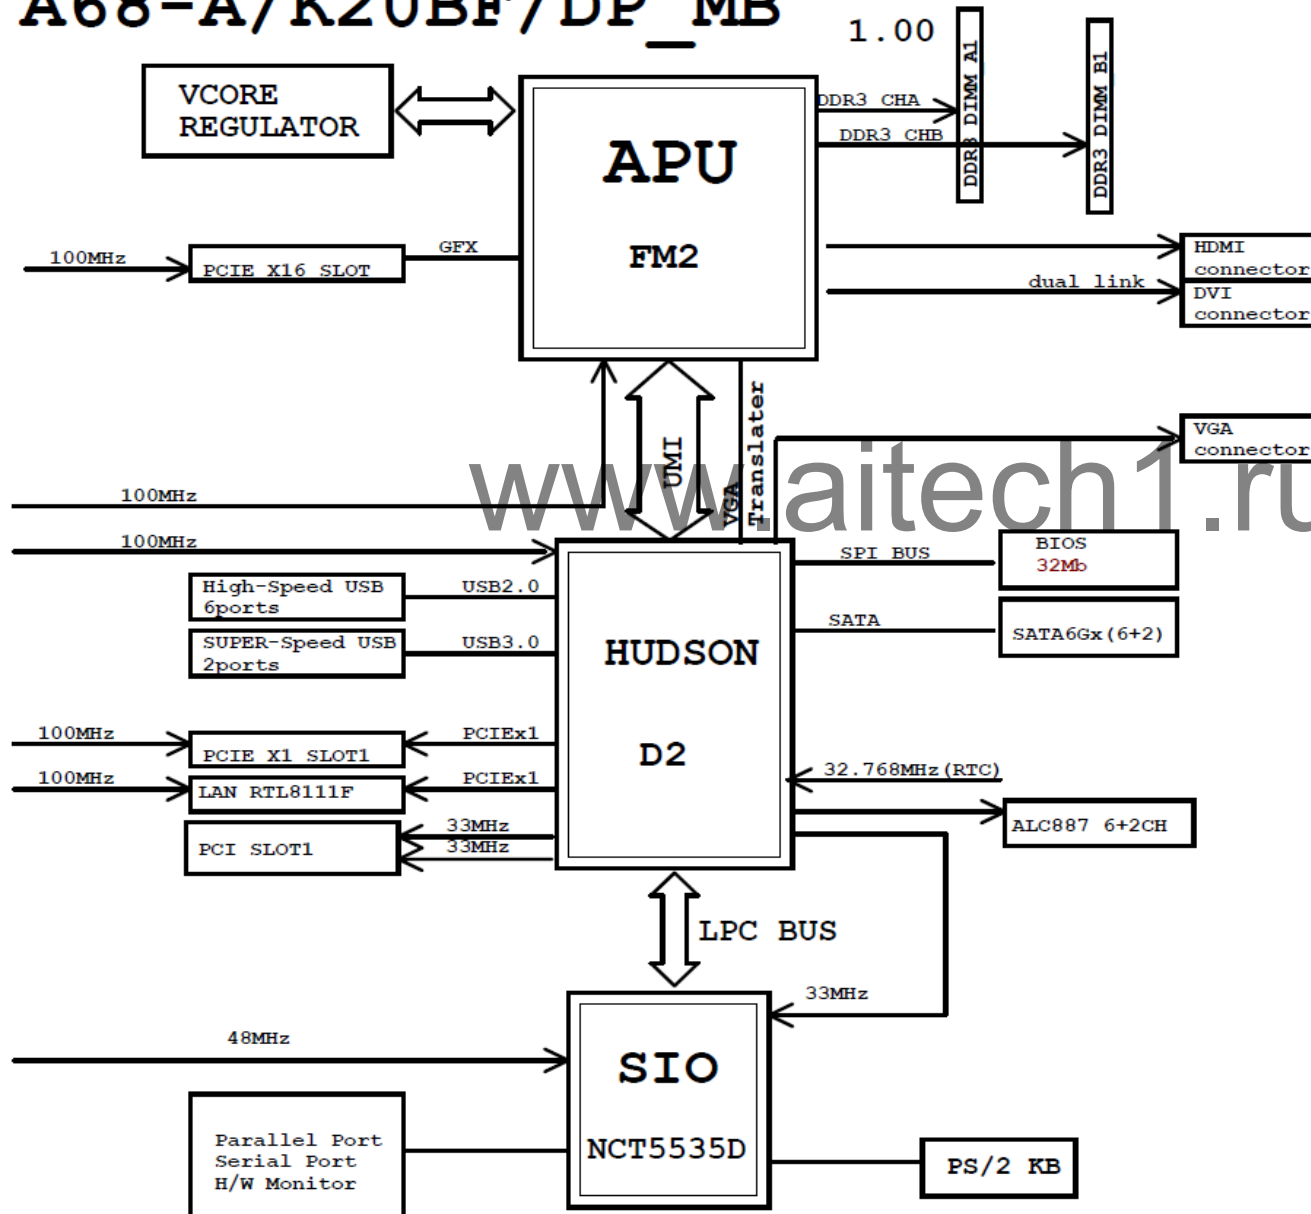 A68-A/K20BF/DP_MB
1.00
VCORE
REGULATOR
APU
FM2
DDR3 CHA
DDR3 CHB
DDR3 DIMM A1
DDR3 DIMM B1
100MHz
PCIE X16 SLOT
GFX
HDMI
connector
dual link
DVI
connector
UMI
VGA
Translater
VGA
connector
www.aitech1.ru
100MHz
100MHz
SPI BUS
BIOS
32Mb
High-Speed USB
6ports
USB2.0
SATA
SATA6Gx(6+2)
SUPER-Speed USB
2ports
USB3.0
HUDSON
D2
100MHz
PCIE X1 SLOT1
PCIEx1
100MHz
LAN RTL8111F
PCIEx1
32.768MHz(RTC)
PCI SLOT1
33MHz
33MHz
ALC887 6+2CH
LPC BUS
33MHz
48MHz
SIO
NCT5535D
Parallel Port
Serial Port
H/W Monitor
PS/2 KB